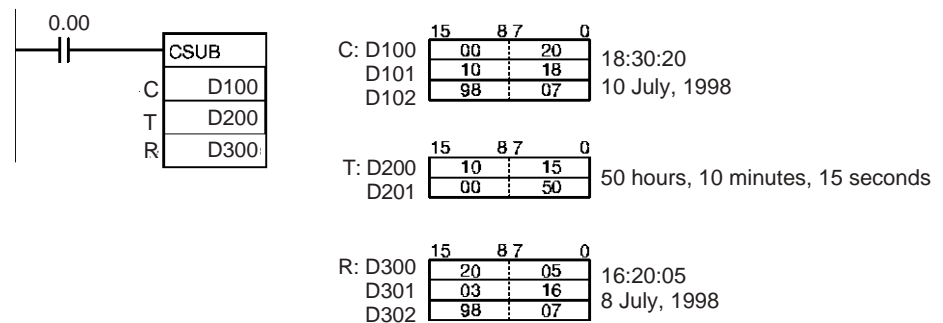 0.00
CSUB
C D100
T D200
R D300
15 8 7 0
C: D100 00 20 18:30:20
D101 10 18 10 July, 1998
D102 98 07
15 8 7 0
T: D200 10 15 50 hours, 10 minutes, 15 seconds
D201 00 50
15 8 7 0
R: D300 20 05 16:20:05
D301 03 16 8 July, 1998
D302 98 07